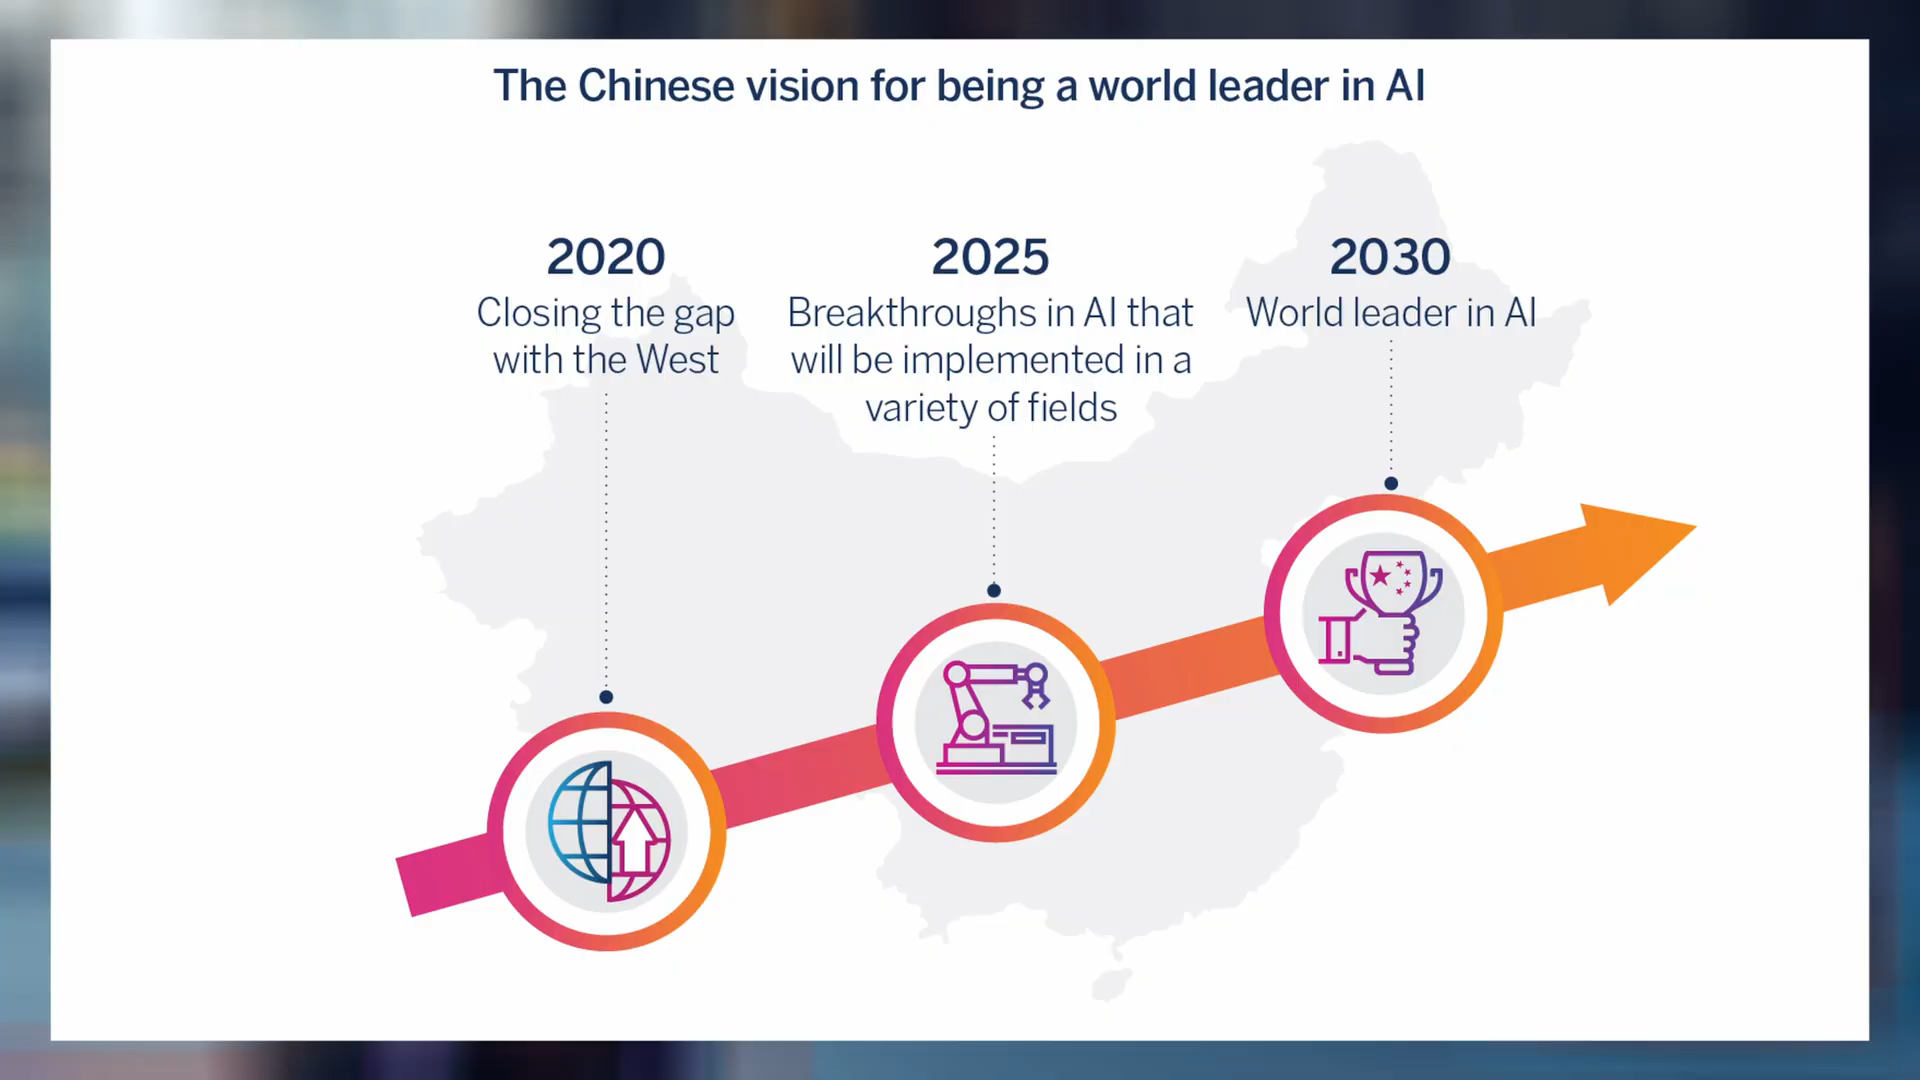 The Chinese vision for being a world leader in AI
2020
Closing the gap
with the West
2025
Breakthroughs in AI that
will be implemented in a
variety of fields
2030
World leader in AI